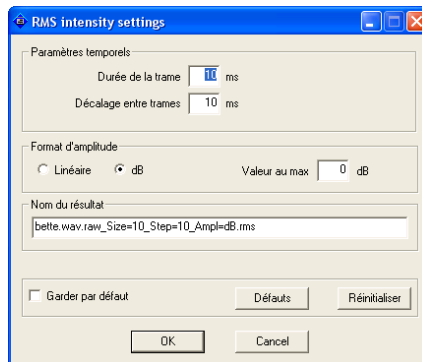 RMS intensity settings
Paramètres temporels
Durée de la trame 10 ms
Décalage entre trames 10 ms
Format d'amplitude
Linéaire dB Valeur au max 0 dB
Nom du résultat
bette.wav.raw_Size=10_Step=10_Ampl=dB.rms
Garder par défaut Défauts Réinitialiser
OK Cancel